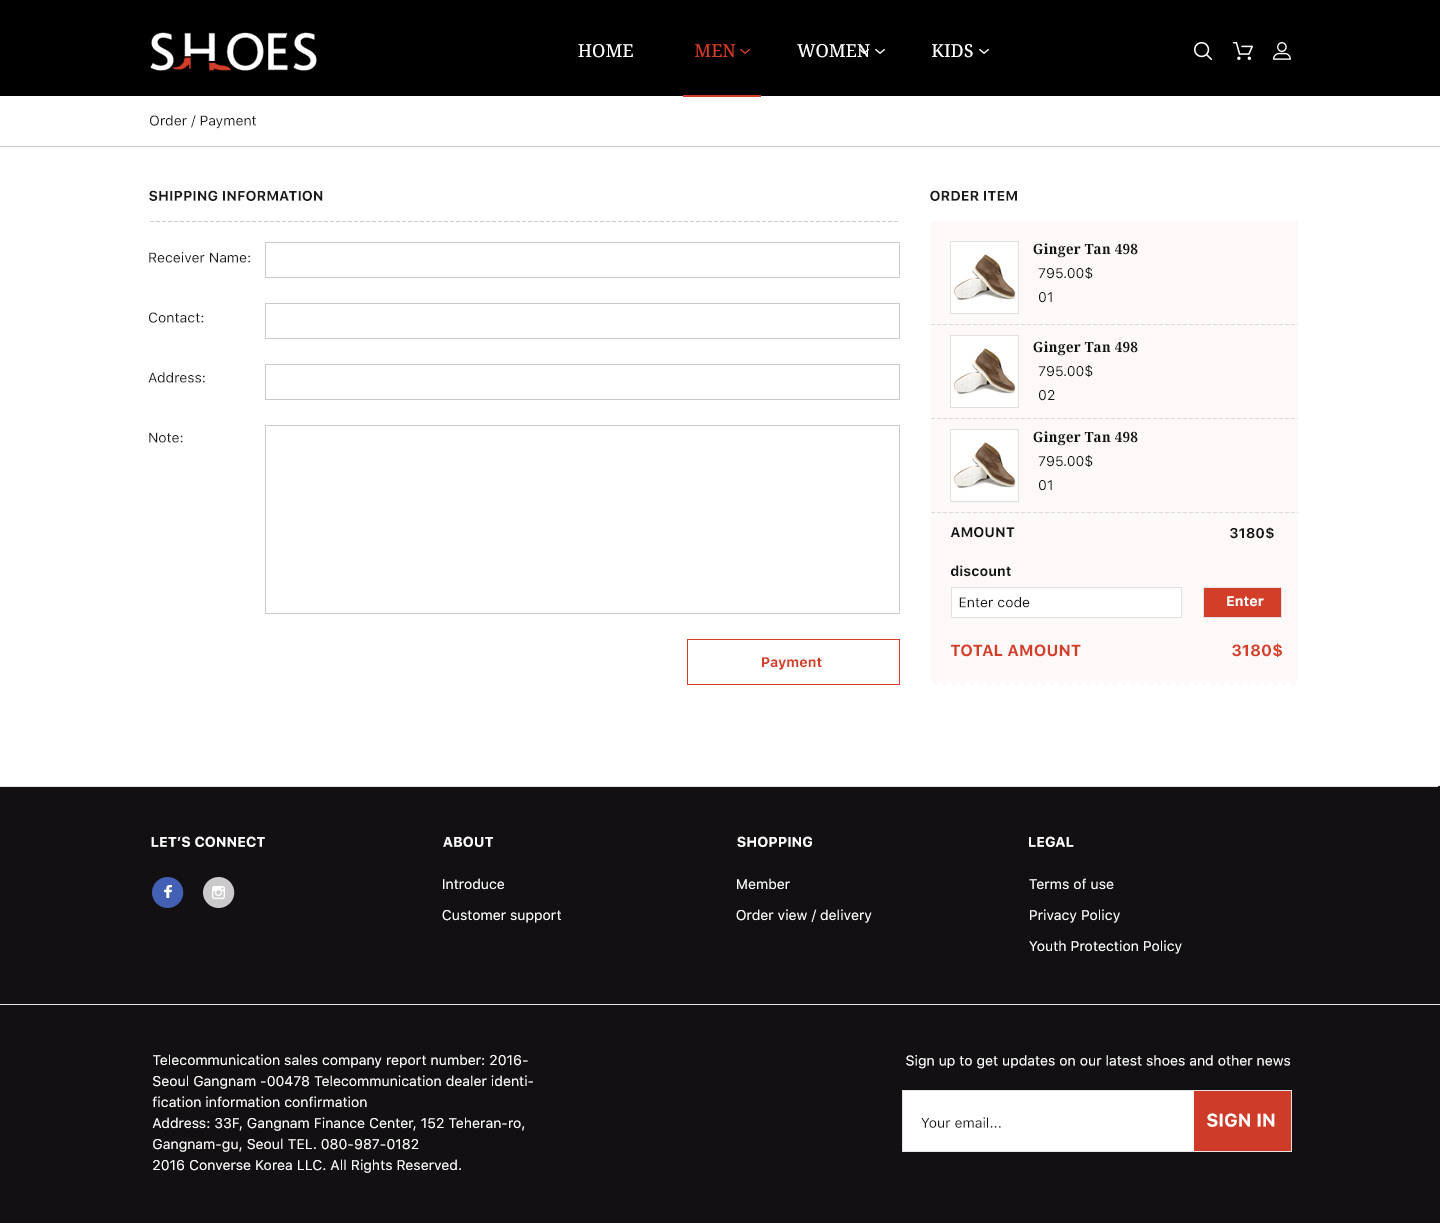 SHOES
HOME MEN WOMEN KIDS
Order / Payment
SHIPPING INFORMATION
Receiver Name:
Contact:
Address:
Note:
Payment
ORDER ITEM
Ginger Tan 498
795.00$
01
Ginger Tan 498
795.00$
02
Ginger Tan 498
795.00$
01
AMOUNT 3180$
discount
Enter code Enter
TOTAL AMOUNT 3180$
LET'S CONNECT
f
ABOUT
Introduce
Customer support
SHOPPING
Member
Order view / delivery
LEGAL
Terms of use
Privacy Policy
Youth Protection Policy
Telecommunication sales company report number: 2016-
Seoul Gangnam -00478 Telecommunication dealer identi-
fication information confirmation
Address: 33F, Gangnam Finance Center, 152 Teheran-ro,
Gangnam-gu, Seoul TEL. 080-987-0182
2016 Converse Korea LLC. All Rights Reserved.
Sign up to get updates on our latest shoes and other news
Your email... SIGN IN